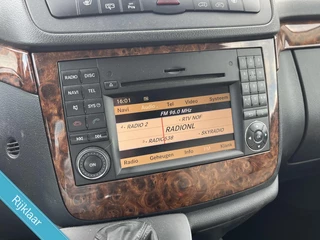 RADIO DISC
NAVI TEL
SYS
16:01
Navi Audio Tel Video Systeem
FM 96.0 MHz
- RTV NOF
- RADIO 2
RADIONL
- SKYRADIO
- RADIO538
Radio Geheugen Info Klank
Rijklaar